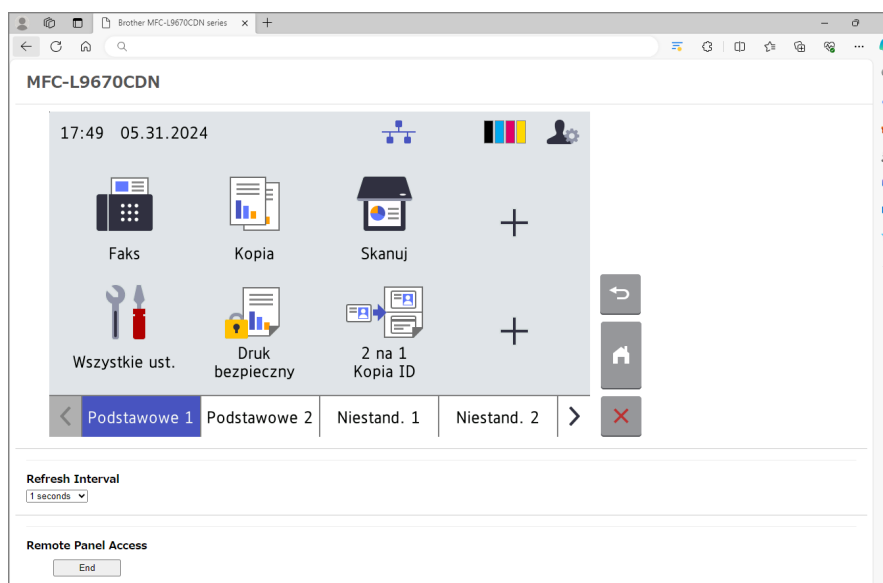 Brother MFC-L9670CDN series
MFC-L9670CDN
17:49 05.31.2024
Faks
Kopia
Skanuj
Wszystkie ust.
Druk
bezpieczny
2 na 1
Kopia ID
Podstawowe 1
Podstawowe 2
Niestand. 1
Niestand. 2
Refresh Interval
1 seconds
Remote Panel Access
End